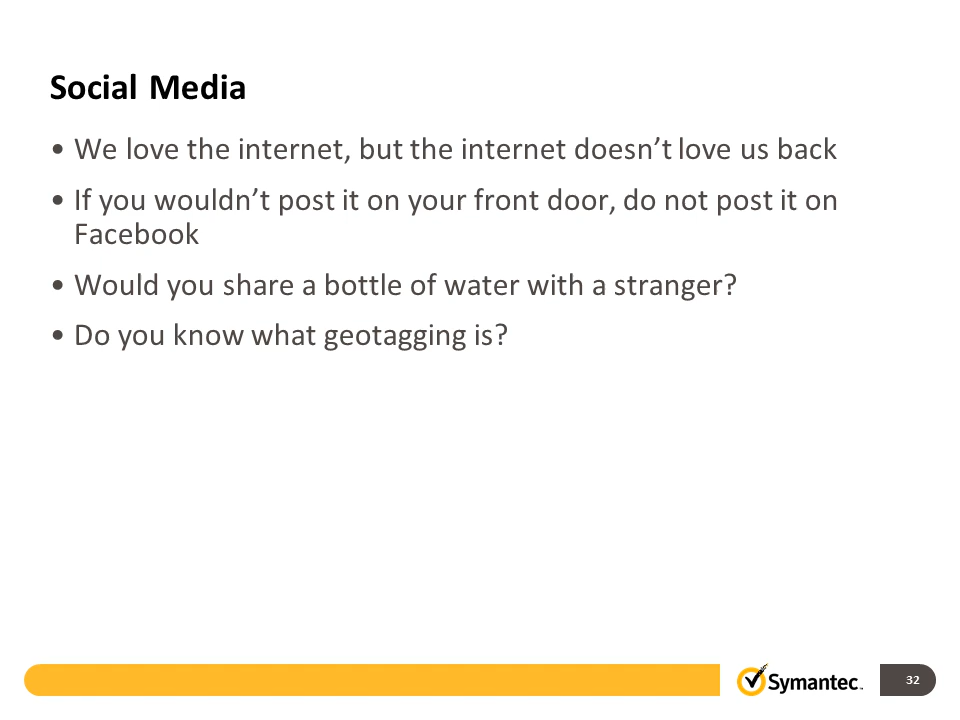 Social Media
• We love the internet, but the internet doesn’t love us back
• If you wouldn’t post it on your front door, do not post it on
Facebook
• Would you share a bottle of water with a stranger?
• Do you know what geotagging is?
Symantec™
32